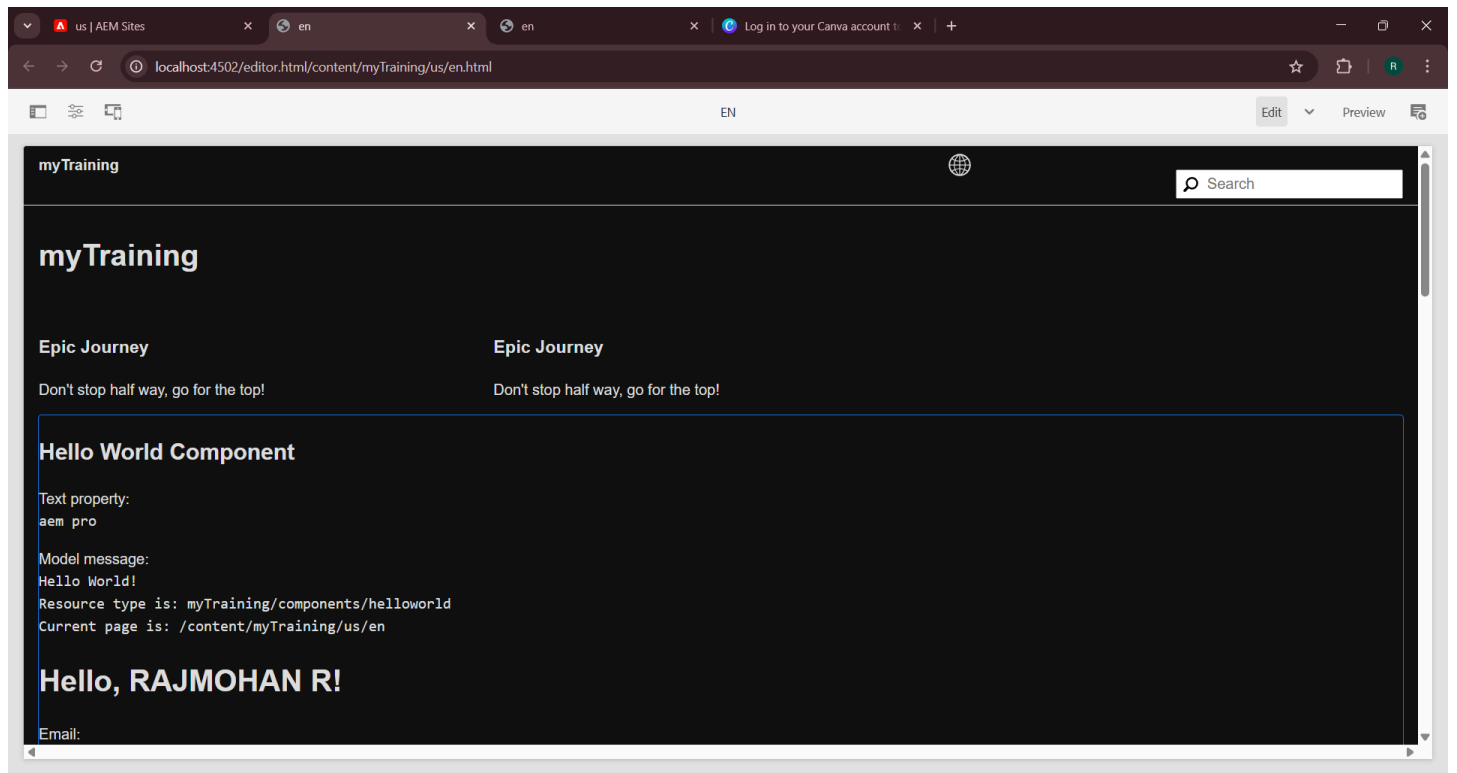 us | AEM Sites
en
en
Log in to your Canva account to
localhost:4502/editor.html/content/myTraining/us/en.html
R
EN
Edit
Preview
myTraining
Search
myTraining
Epic Journey
Epic Journey
Don't stop half way, go for the top!
Don't stop half way, go for the top!
Hello World Component
Text property:
aem pro
Model message:
Hello World!
Resource type is: myTraining/components/helloworld
Current page is: /content/myTraining/us/en
Hello, RAJMOHAN R!
Email: